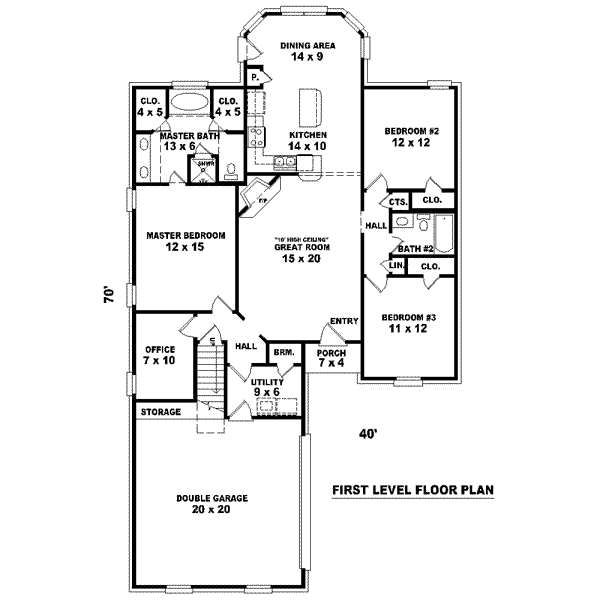 DINING AREA
14 x 9
P.
CLO.
4 x 5
CLO.
4 x 5
MASTER BATH
13 x 6
SHWR
KITCHEN
14 x 10
BEDROOM #2
12 x 12
F/P
CTS.
CLO.
MASTER BEDROOM
12 x 15
"10' HIGH CEILING"
GREAT ROOM
15 x 20
HALL
BATH #2
LIN.
CLO.
70'
ENTRY
BEDROOM #3
11 x 12
OFFICE
7 x 10
HALL
BRM.
PORCH
7 x 4
UTILITY
9 x 6
STORAGE
40'
FIRST LEVEL FLOOR PLAN
DOUBLE GARAGE
20 x 20